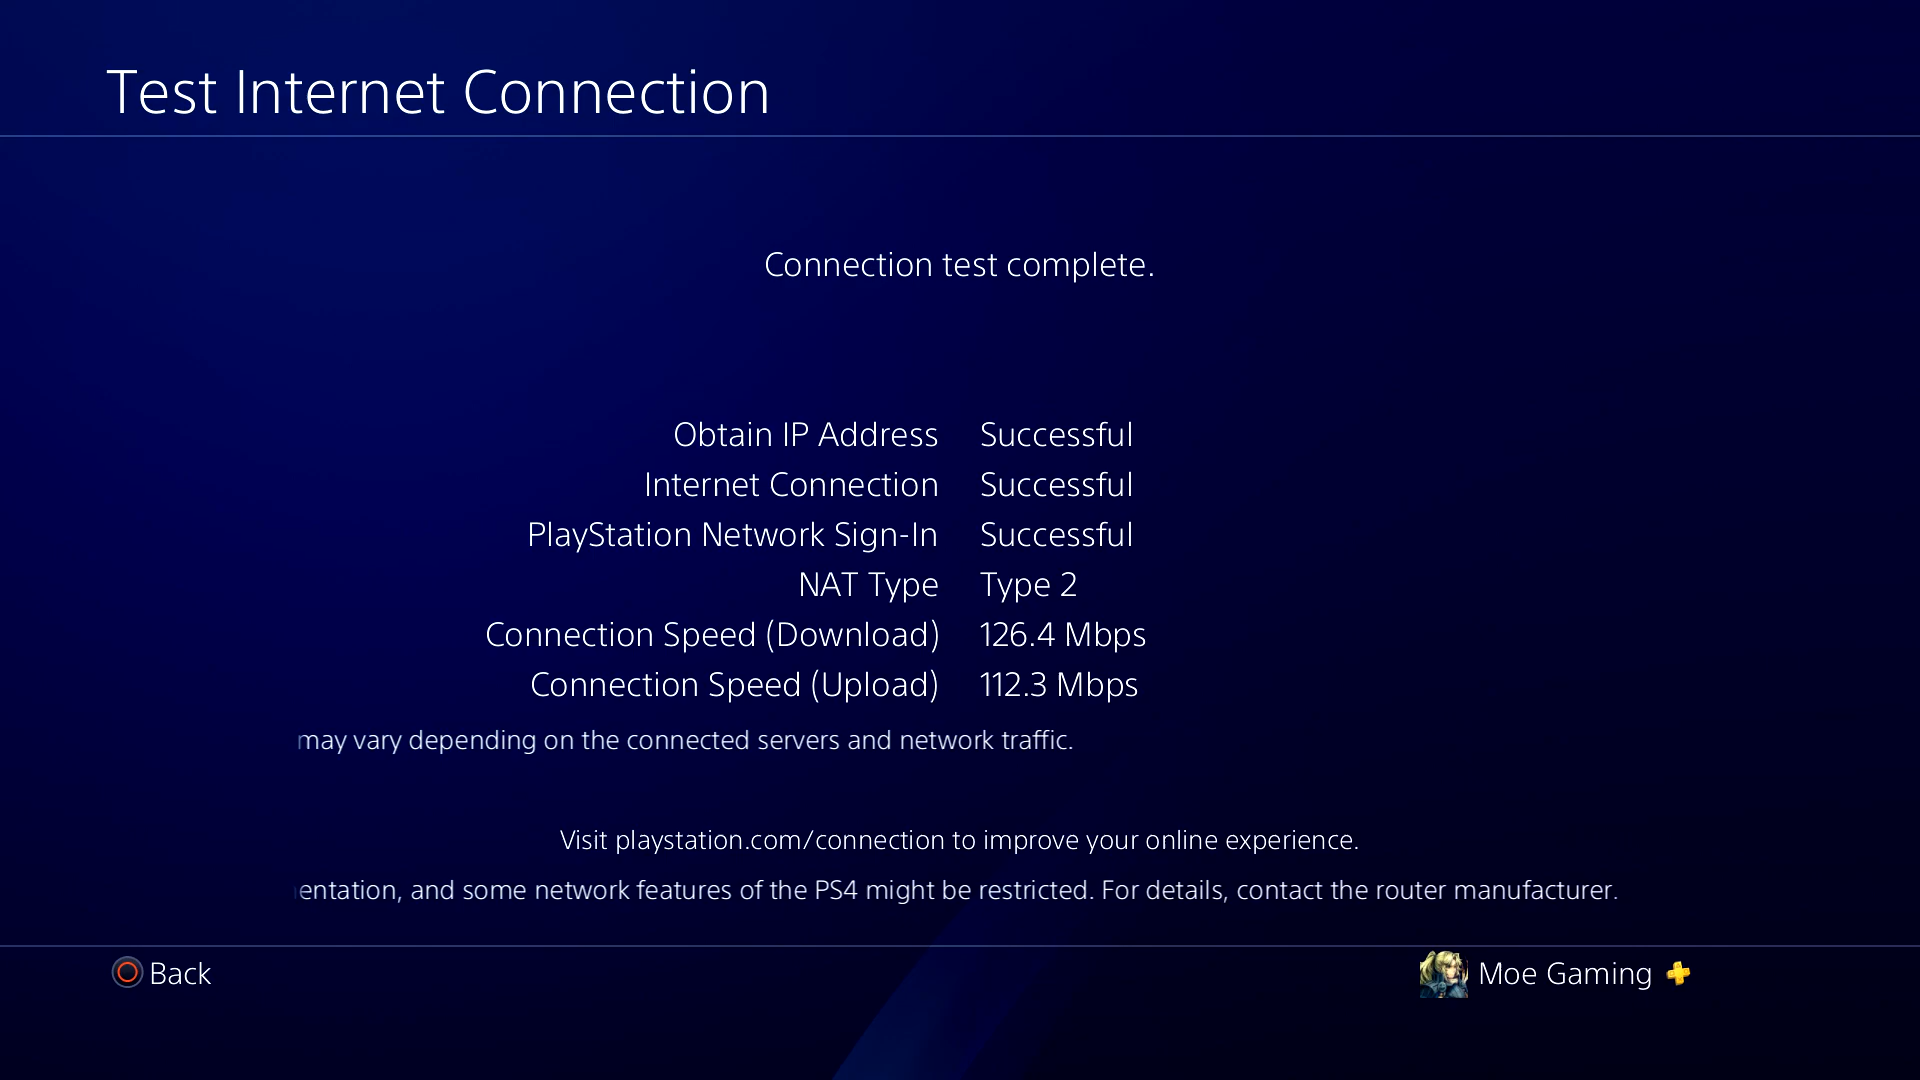 Test Internet Connection
Connection test complete.
Obtain IP Address Successful
Internet Connection Successful
PlayStation Network Sign-In Successful
NAT Type Type 2
Connection Speed (Download) 126.4 Mbps
Connection Speed (Upload) 112.3 Mbps
may vary depending on the connected servers and network traffic.
Visit playstation.com/connection to improve your online experience.
entation, and some network features of the PS4 might be restricted. For details, contact the router manufacturer.
Back Moe Gaming